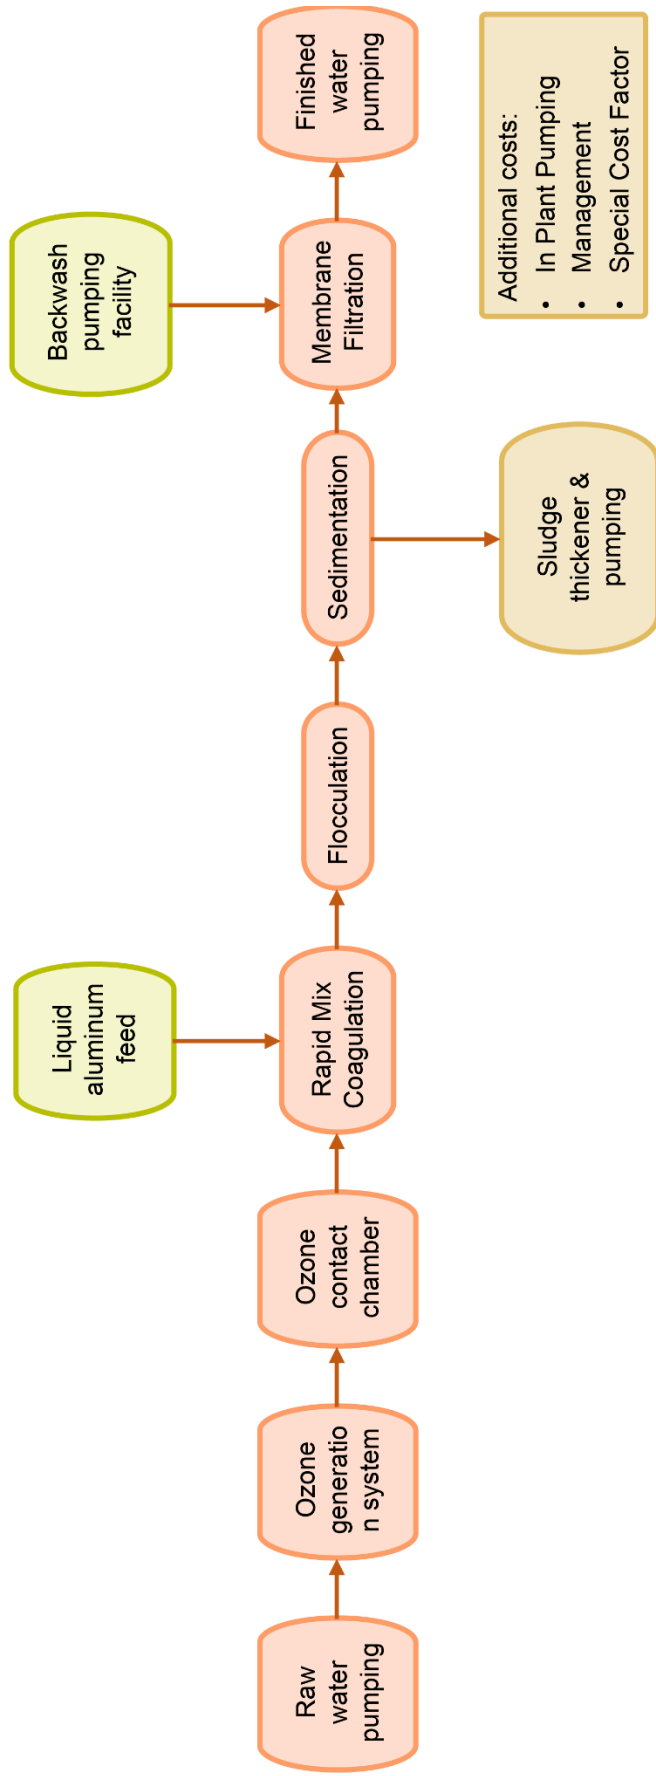 Raw
water
pumping
Ozone
generatio
n system
Ozone
contact
chamber
Liquid
aluminum
feed
Rapid Mix
Coagulation
Flocculation
Sedimentation
Sludge
thickener &
pumping
Backwash
pumping
facility
Membrane
Filtration
Finished
water
pumping
Additional costs:
• In Plant Pumping
• Management
• Special Cost Factor